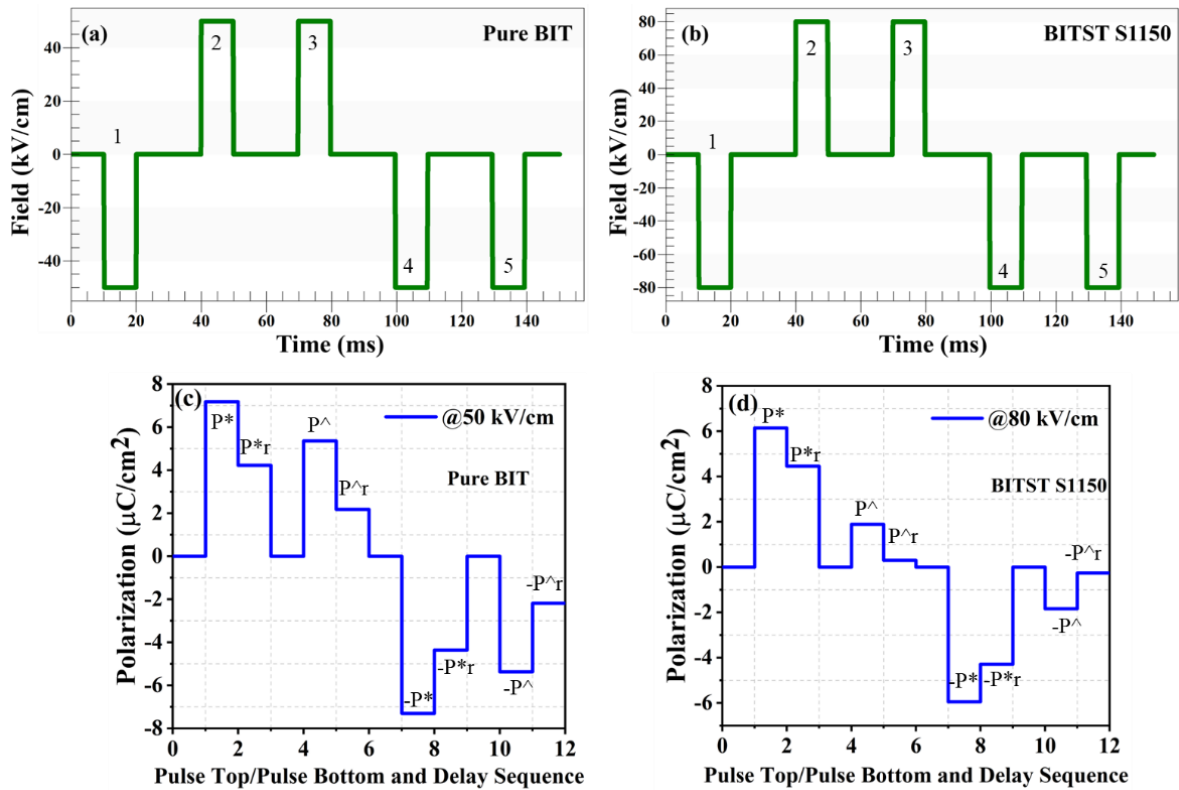 (a)
Pure BIT
2
3
1
4
5
40
20
0
-20
-40
Field (kV/cm)
0 20 40 60 80 100 120 140
Time (ms)
(b)
BITST S1150
2
3
1
4
5
80
60
40
20
0
-20
-40
-60
-80
Field (kV/cm)
0 20 40 60 80 100 120 140
Time (ms)
(c)
@50 kV/cm
P*
P*r
P^
P^r
Pure BIT
-P^r
-P*r
-P^
-P*
8
6
4
2
0
-2
-4
-6
-8
Polarization (μC/cm²)
0 2 4 6 8 10 12
Pulse Top/Pulse Bottom and Delay Sequence
(d)
@80 kV/cm
P*
P*r
P^
P^r
BITST S1150
-P^r
-P^
-P*
-P*r
8
6
4
2
0
-2
-4
-6
Polarization (μC/cm²)
0 2 4 6 8 10 12
Pulse Top/Pulse Bottom and Delay Sequence